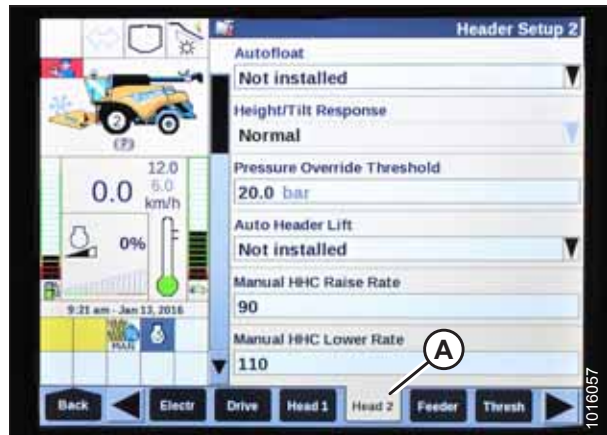 Header Setup 2
Autofloat
Not installed
Height/Tilt Response
Normal
Pressure Override Threshold
20.0 bar
Auto Header Lift
Not installed
Manual HHC Raise Rate
90
Manual HHC Lower Rate
110
2
(?)
12.0
0.0
6.0
km/h
0%
9:21 am - Jan 13, 2016
MAN
A
Back
Electr
Drive
Head 1
Head 2
Feeder
Thresh
1016057